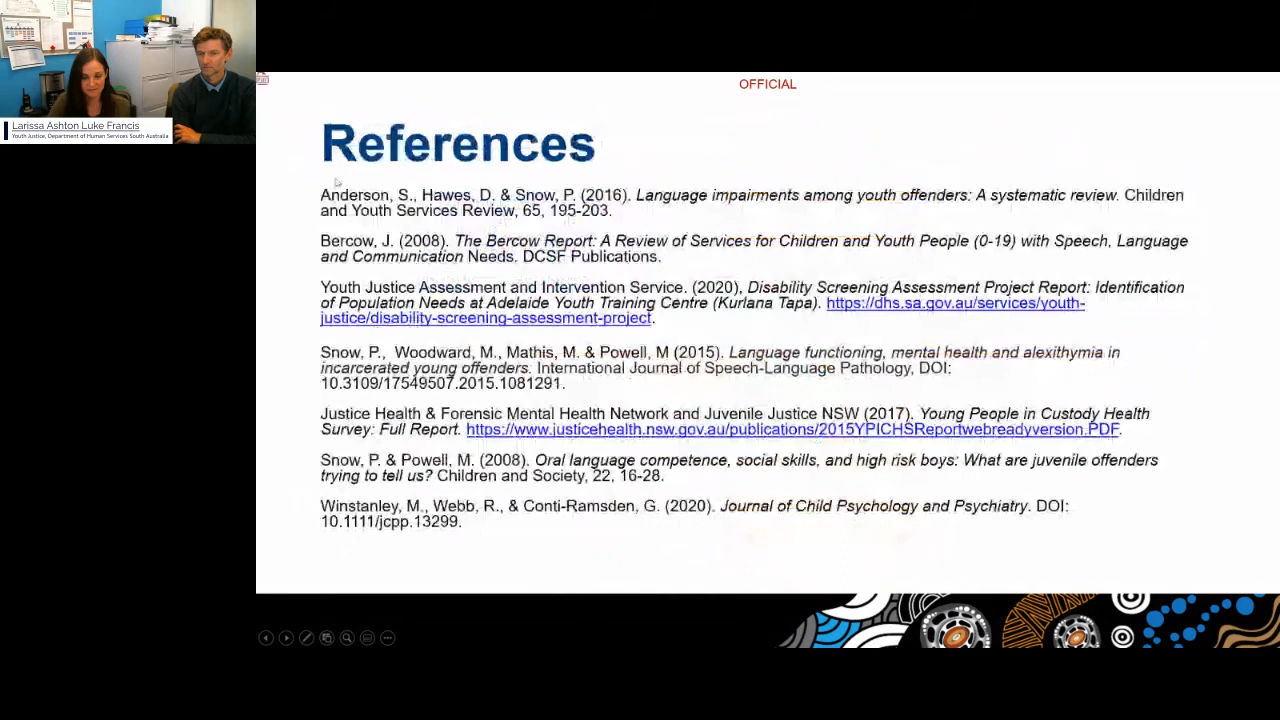 Larissa Ashton Luke Francis
Youth Justice, Department of Human Services South Australia
OFFICIAL
References
Anderson, S., Hawes, D. & Snow, P. (2016). Language impairments among youth offenders: A systematic review. Children
and Youth Services Review, 65, 195-203.
Bercow, J. (2008). The Bercow Report: A Review of Services for Children and Youth People (0-19) with Speech, Language
and Communication Needs. DCSF Publications.
Youth Justice Assessment and Intervention Service. (2020), Disability Screening Assessment Project Report: Identification
of Population Needs at Adelaide Youth Training Centre (Kurlana Tapa). https://dhs.sa.gov.au/services/youth-
justice/disability-screening-assessment-project.
Snow, P., Woodward, M., Mathis, M. & Powell, M (2015). Language functioning, mental health and alexithymia in
incarcerated young offenders. International Journal of Speech-Language Pathology, DOI:
10.3109/17549507.2015.1081291.
Justice Health & Forensic Mental Health Network and Juvenile Justice NSW (2017). Young People in Custody Health
Survey: Full Report. https://www.justicehealth.nsw.gov.au/publications/2015YPICHSReportwebreadyversion.PDF.
Snow, P. & Powell, M. (2008). Oral language competence, social skills, and high risk boys: What are juvenile offenders
trying to tell us? Children and Society, 22, 16-28.
Winstanley, M., Webb, R., & Conti-Ramsden, G. (2020). Journal of Child Psychology and Psychiatry. DOI:
10.1111/jcpp.13299.